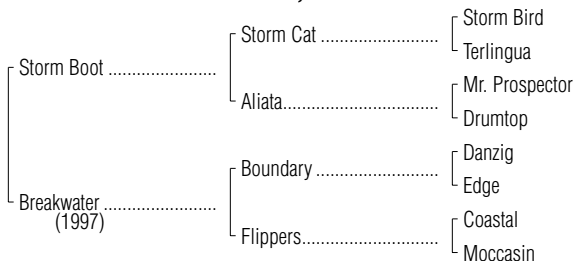 Storm Bird
Storm Cat ........................
Terlingua
Storm Boot ......................
Mr. Prospector
Aliata...............................
Drumtop
Danzig
Boundary ........................
Edge
Breakwater .......................
(1997)
Coastal
Flippers...........................
Moccasin